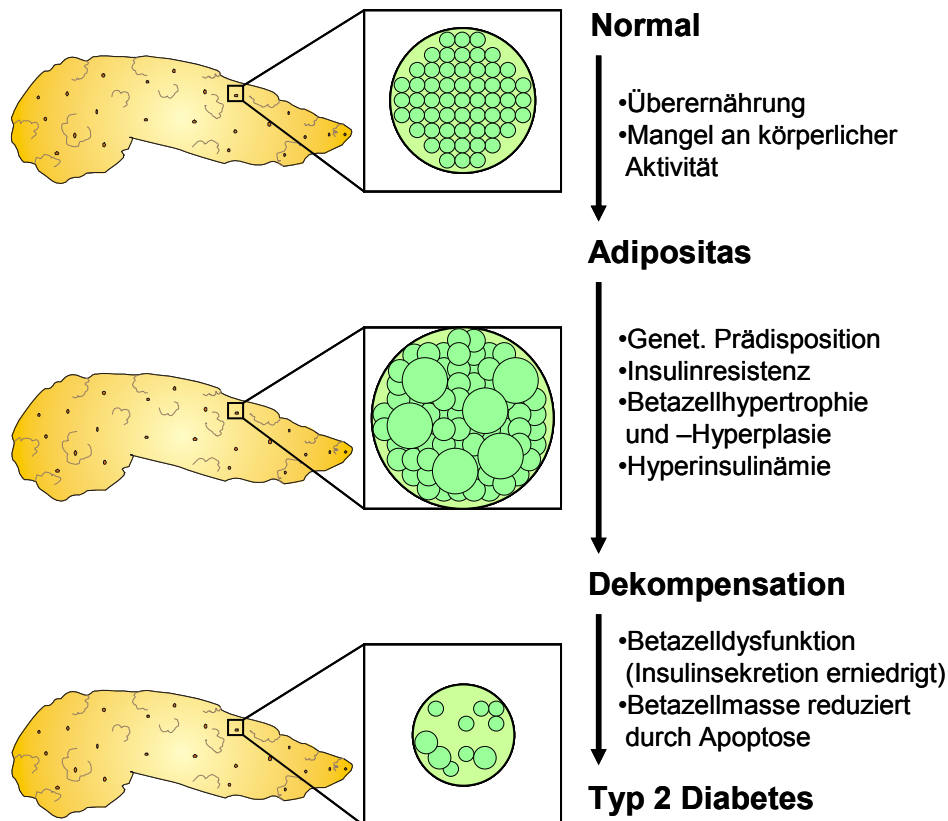 Normal
•Überernährung
•Mangel an körperlicher
Aktivität
Adipositas
•Genet. Prädisposition
•Insulinresistenz
•Betazellhypertrophie
und –Hyperplasie
•Hyperinsulinämie
Dekompensation
•Betazelldysfunktion
(Insulinsekretion erniedrigt)
•Betazellmasse reduziert
durch Apoptose
Typ 2 Diabetes